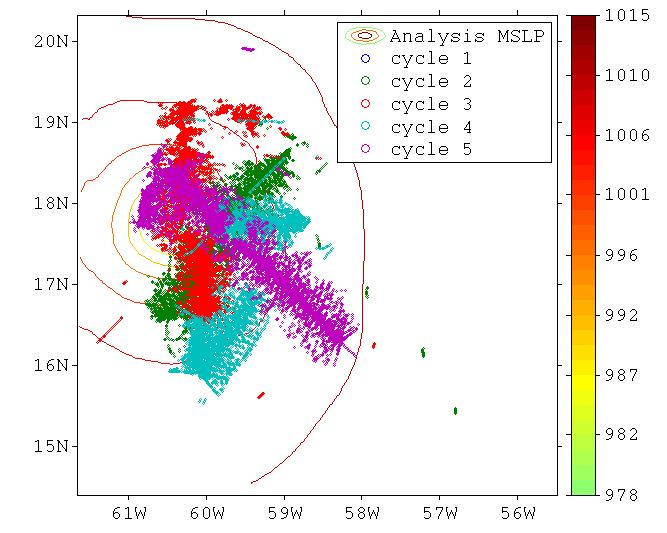 Analysis MSLP
cycle 1
cycle 2
cycle 3
cycle 4
cycle 5
20N
19N
18N
17N
16N
15N
61W 60W 59W 58W 57W 56W
1015
1010
1006
1001
996
992
987
982
978